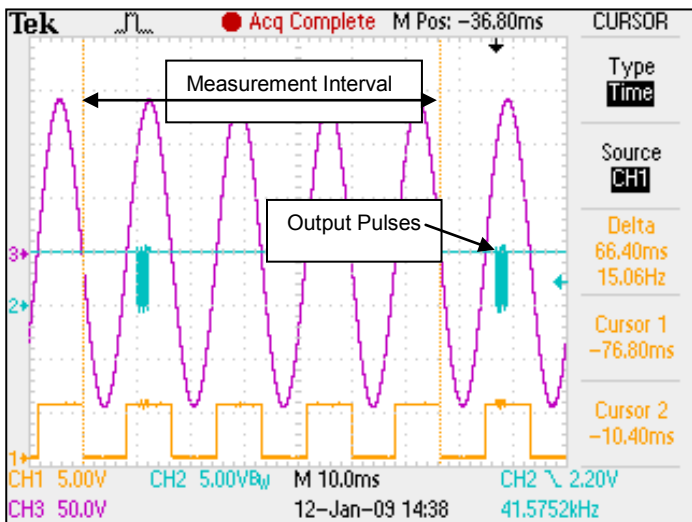 Tek Acq Complete M Pos: -36.80ms CURSOR
Measurement Interval
Type
Time
Source
CH1
Output Pulses
Delta
66.40ms
15.06Hz
3
2
Cursor 1
-76.80ms
Cursor 2
-10.40ms
1
CH1 5.00V CH2 5.00VBW M 10.0ms CH2 2.20V
CH3 50.0V 12-Jan-09 14:38 41.5752kHz